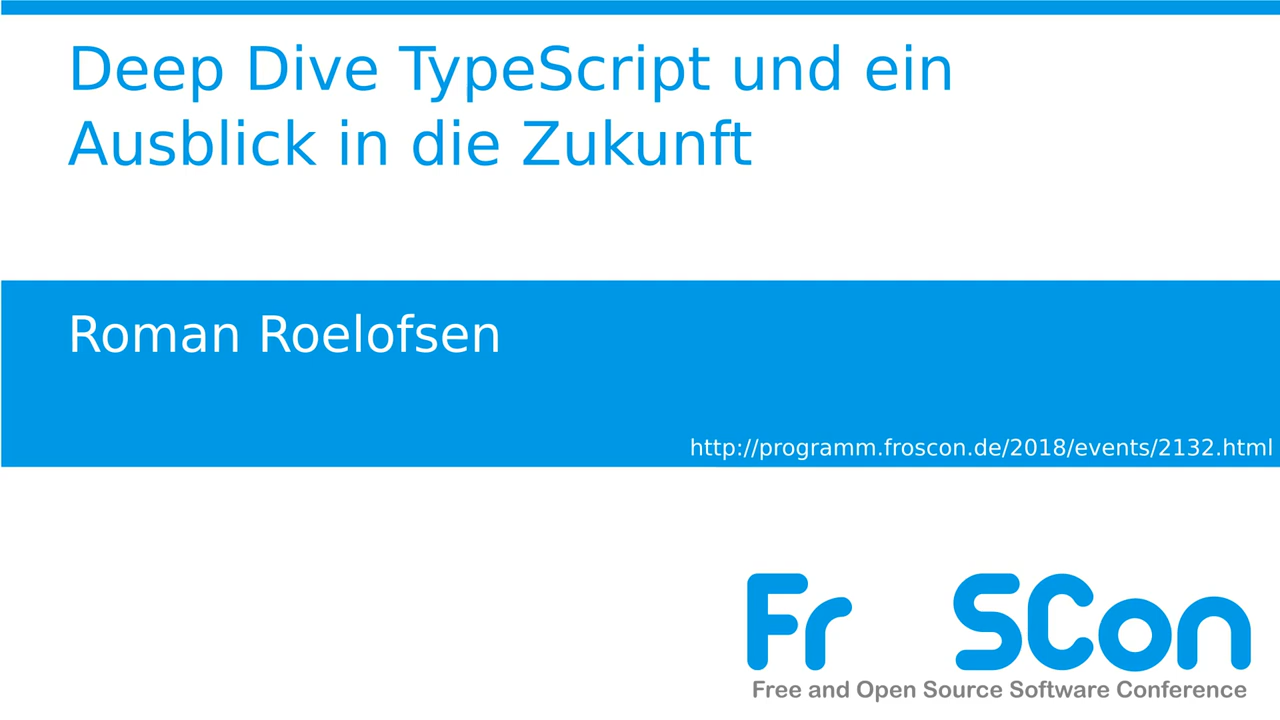 Deep Dive TypeScript und ein
Ausblick in die Zukunft
Roman Roelofsen
http://programm.froscon.de/2018/events/2132.html
Fr SCon
Free and Open Source Software Conference